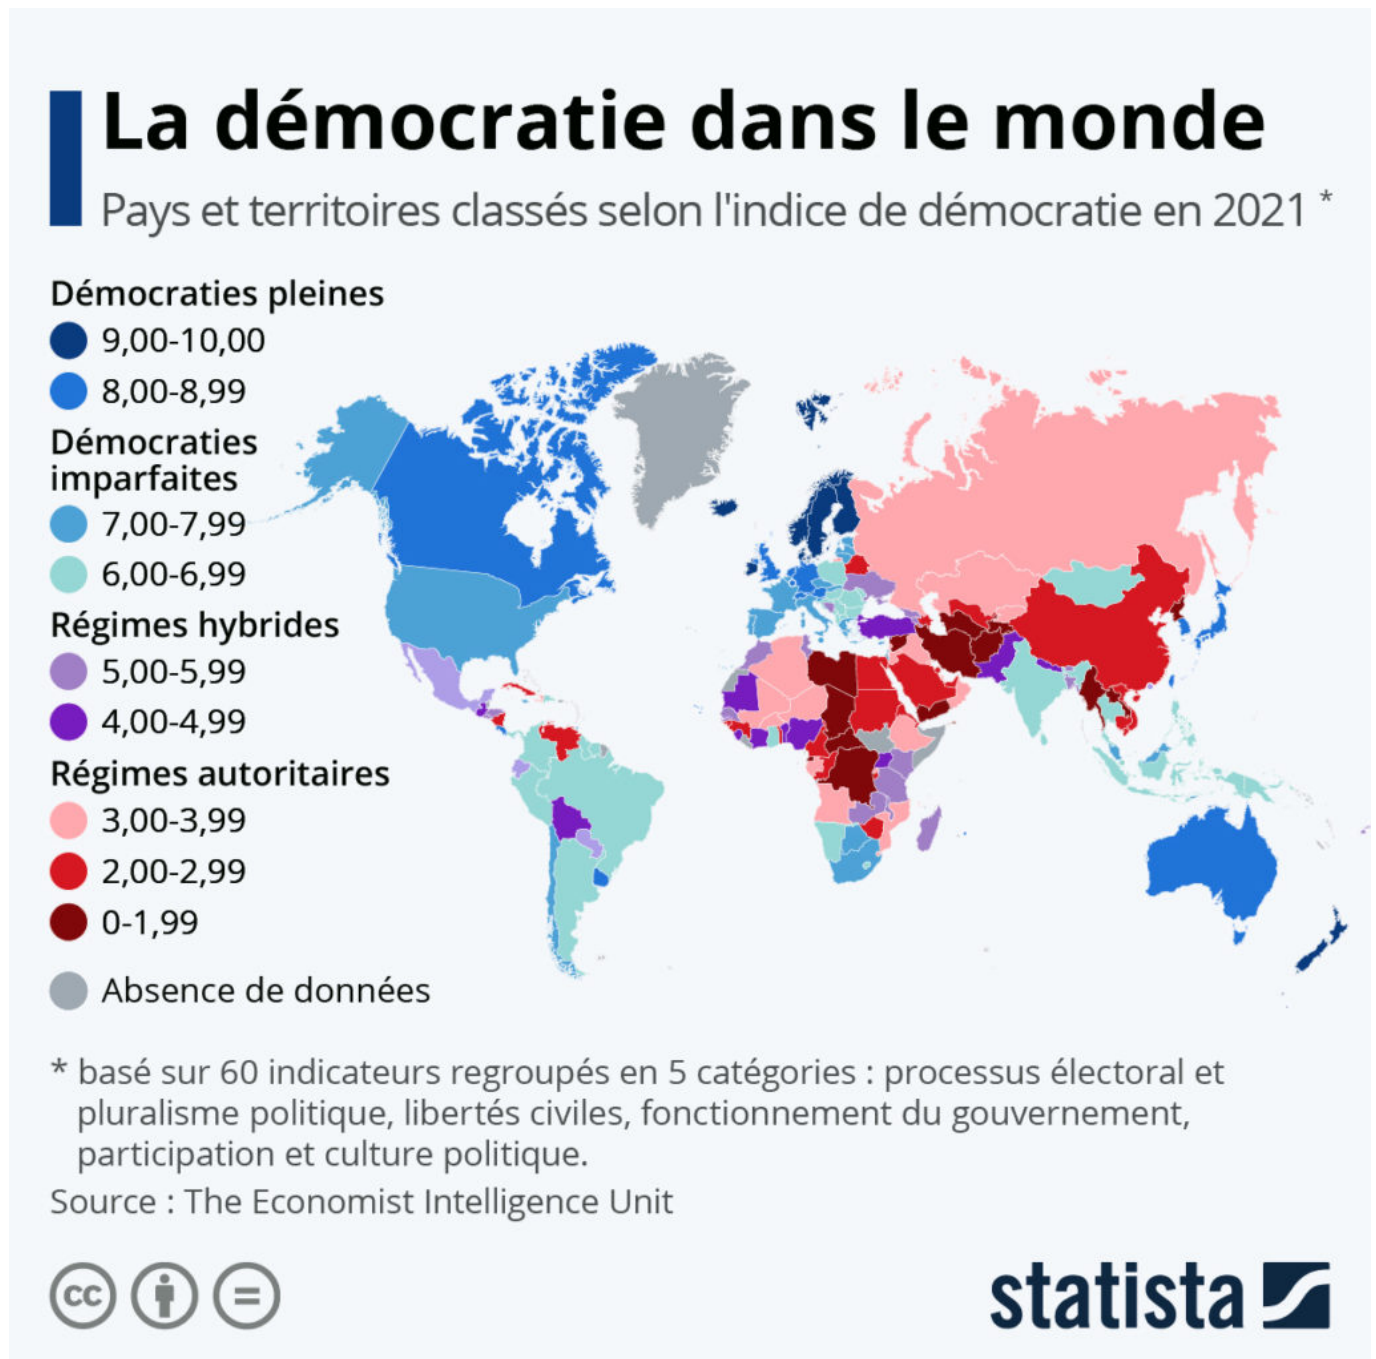 La démocratie dans le monde
Pays et territoires classés selon l'indice de démocratie en 2021 *
Démocraties pleines
9,00-10,00
8,00-8,99
Démocraties
imparfaites
7,00-7,99
6,00-6,99
Régimes hybrides
5,00-5,99
4,00-4,99
Régimes autoritaires
3,00-3,99
2,00-2,99
0-1,99
Absence de données
* basé sur 60 indicateurs regroupés en 5 catégories : processus électoral et
pluralisme politique, libertés civiles, fonctionnement du gouvernement,
participation et culture politique.
Source : The Economist Intelligence Unit
cc
statista